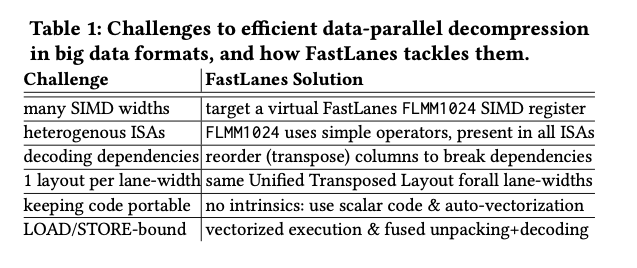 Table 1: Challenges to efficient data-parallel decompression
in big data formats, and how FastLanes tackles them.
Challenge FastLanes Solution
many SIMD widths target a virtual FastLanes FLMM1024 SIMD register
heterogenous ISAs FLMM1024 uses simple operators, present in all ISAs
decoding dependencies reorder (transpose) columns to break dependencies
1 layout per lane-width same Unified Transposed Layout forall lane-widths
keeping code portable no intrinsics: use scalar code & auto-vectorization
LOAD/STORE-bound vectorized execution & fused unpacking+decoding